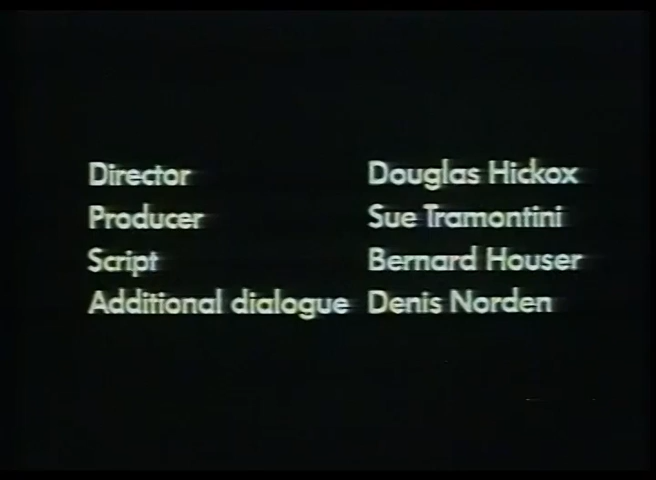 Director Douglas Hickox
Producer Sue Tramontini
Script Bernard Houser
Additional dialogue Denis Norden